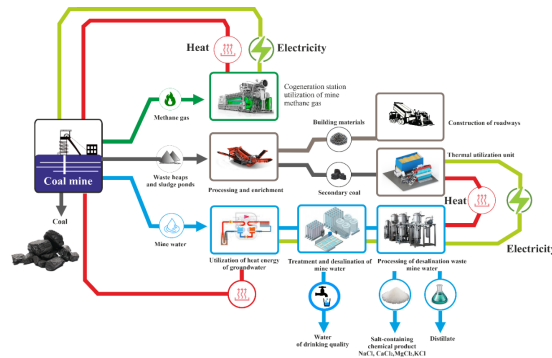 Heat
Electricity
Cogeteration station
utilization of mine
methane gas
Methane gas
Building materials
Construction of roadways
Coal mine
Waste heaps
and sludge ponds
Processing and enrichment
Secondary coal
Thermal utilization unit
Heat
Coal
Mine water
Electricity
Utilization of heat energy
of groundwater
Treatment and desalination of
mine water
Processing of desalination waste
mine water
Water
of drinking quality
Salt-containing
chemical product
NaCl, CaCl2,MgCl2,KCl
Distillate